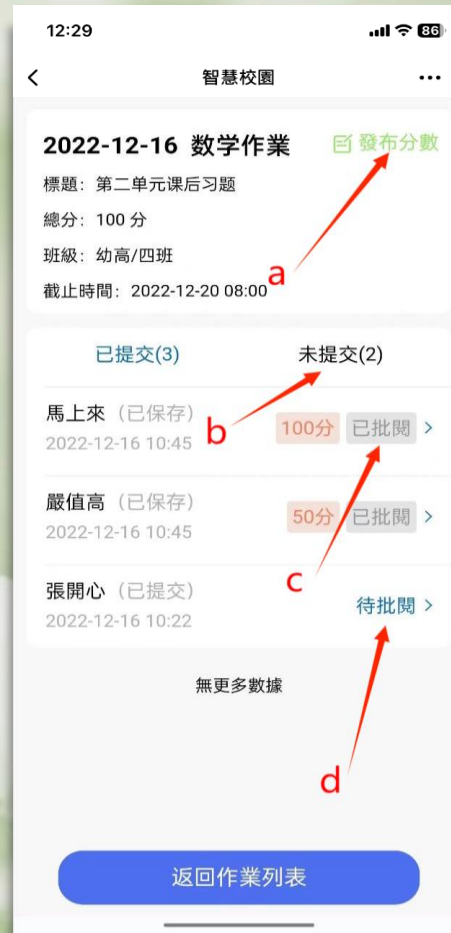 12:29 86
智慧校園
2022-12-16 数学作業 發布分數
標題：第二单元课后习题
總分：100 分
班級：幼高/四班
a
截止時間：2022-12-20 08:00
已提交(3) 未提交(2)
馬上來（已保存） b 100分 已批閱
2022-12-16 10:45
嚴值高（已保存） 50分 已批閱
2022-12-16 10:45
c
張開心（已提交） 待批閱
2022-12-16 10:22
無更多數據
d
返回作業列表